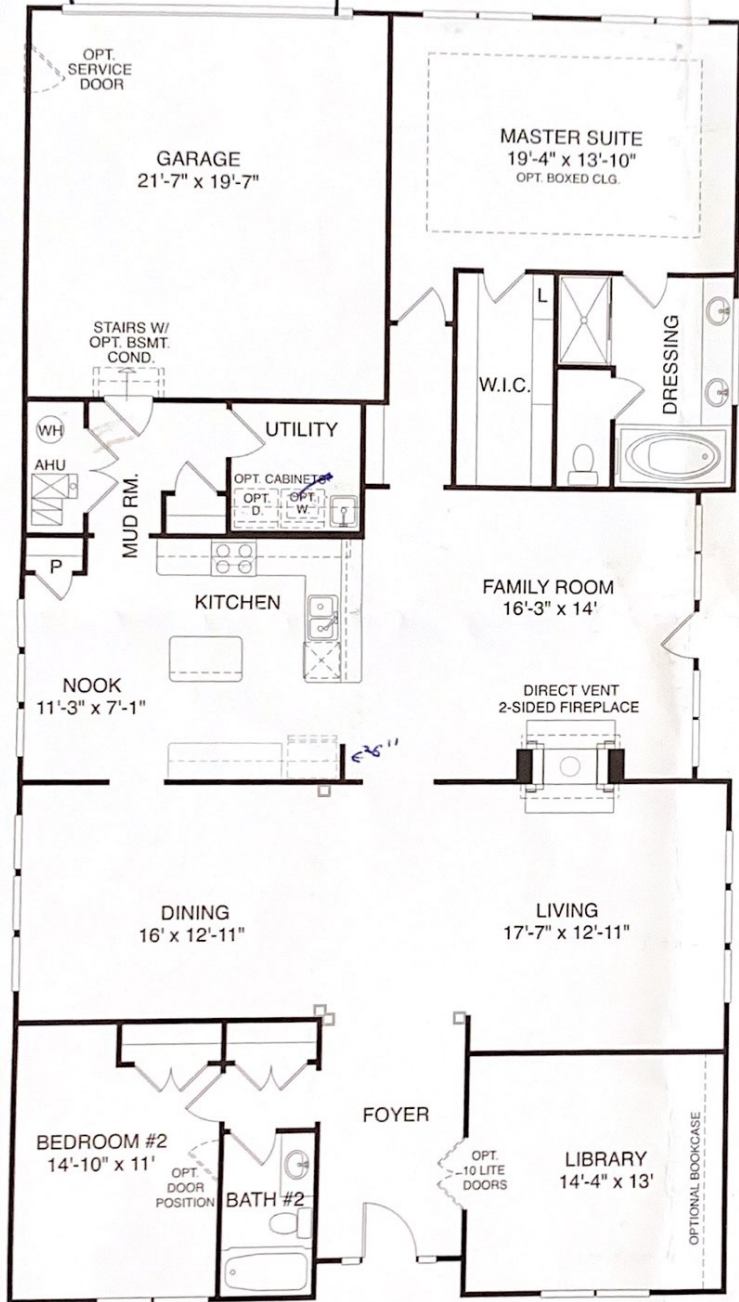 OPT.
SERVICE
DOOR
GARAGE
21'-7" x 19'-7"
MASTER SUITE
19'-4" x 13'-10"
OPT. BOXED CLG.
STAIRS W/
OPT. BSMT.
COND.
L
W.I.C.
DRESSING
WH
AHU
MUD RM.
UTILITY
OPT. CABINETS
OPT.
D.
OPT.
W.
P
KITCHEN
FAMILY ROOM
16'-3" x 14'
NOOK
11'-3" x 7'-1"
DIRECT VENT
2-SIDED FIREPLACE
DINING
16' x 12'-11"
LIVING
17'-7" x 12'-11"
FOYER
BEDROOM #2
14'-10" x 11'
OPT.
DOOR
POSITION
BATH #2
OPT.
10 LITE
DOORS
LIBRARY
14'-4" x 13'
OPTIONAL BOOKCASE